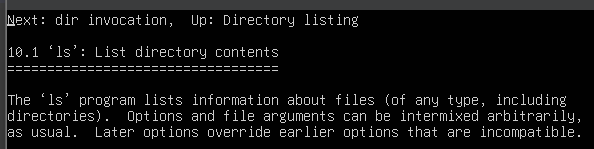 Next: dir invocation,  Up: Directory listing
10.1 ‘ls’: List directory contents
==================================
The ‘ls’ program lists information about files (of any type, including
directories).  Options and file arguments can be intermixed arbitrarily,
as usual.  Later options override earlier options that are incompatible.